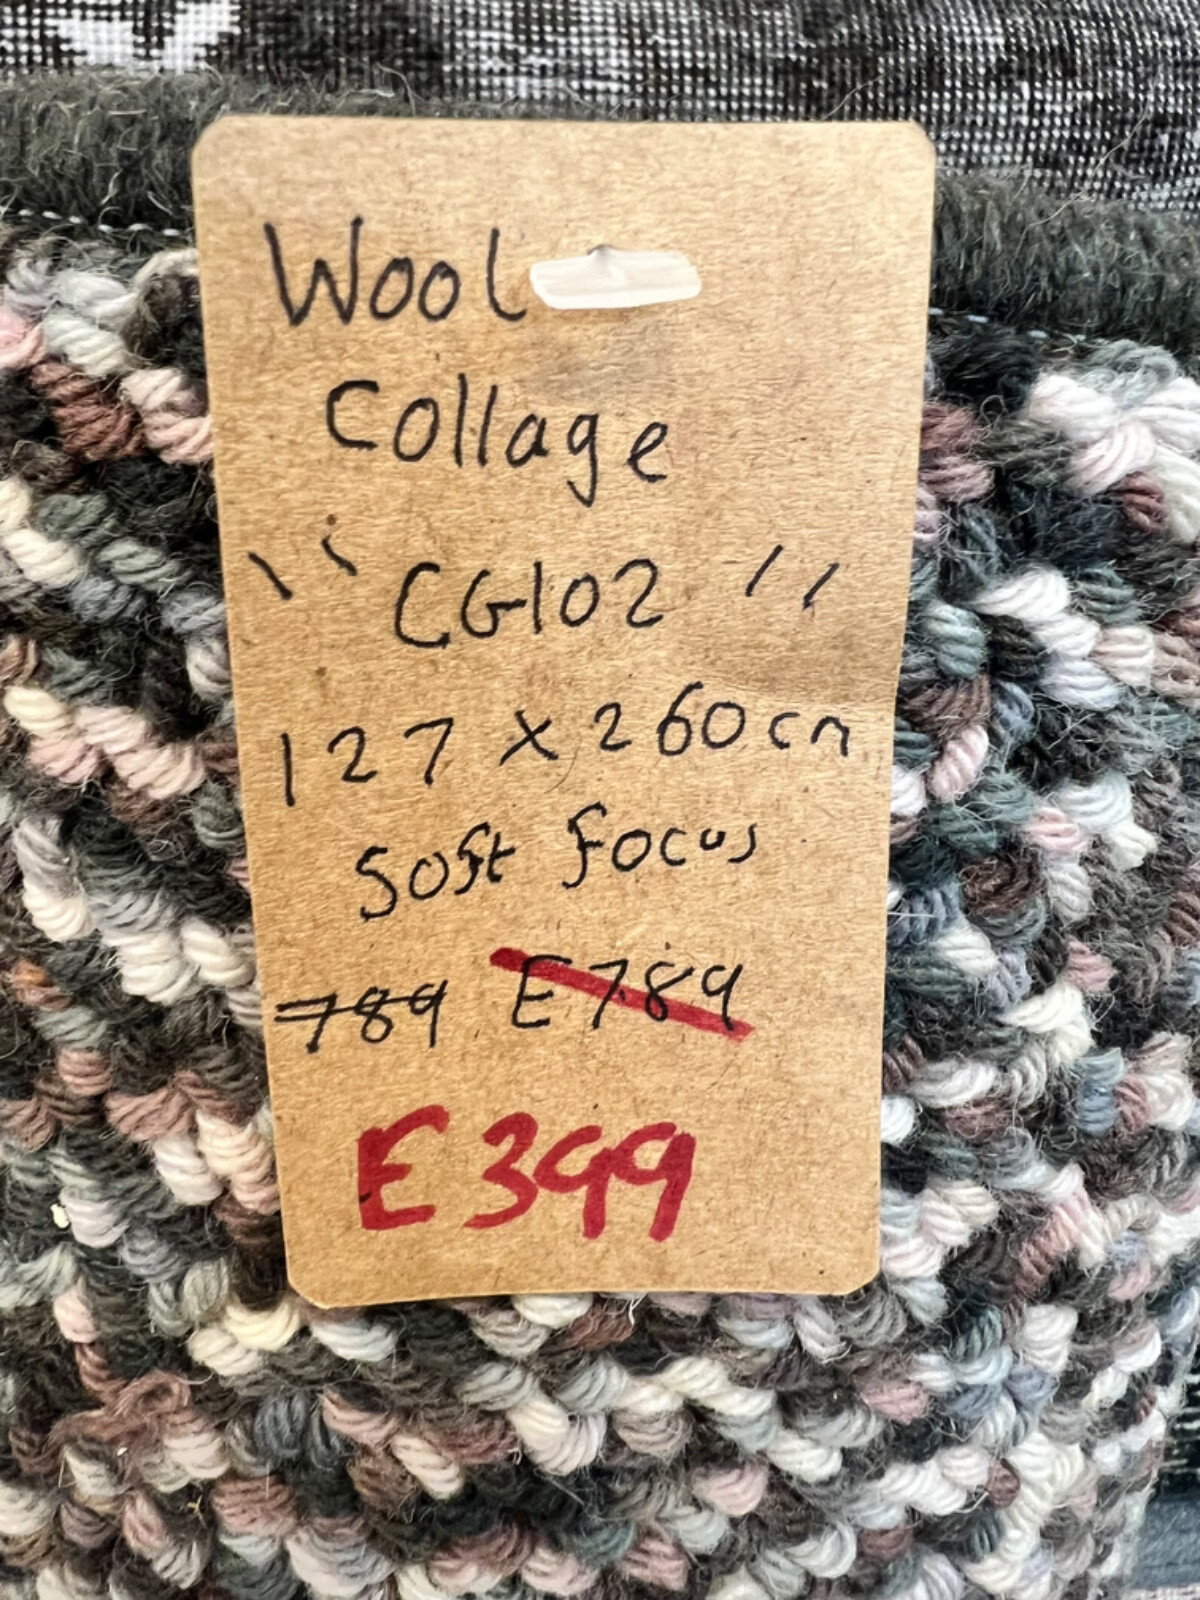 Wool
Collage
"CG102"
127 x 260cm
Soft Focus
789 £789
£399